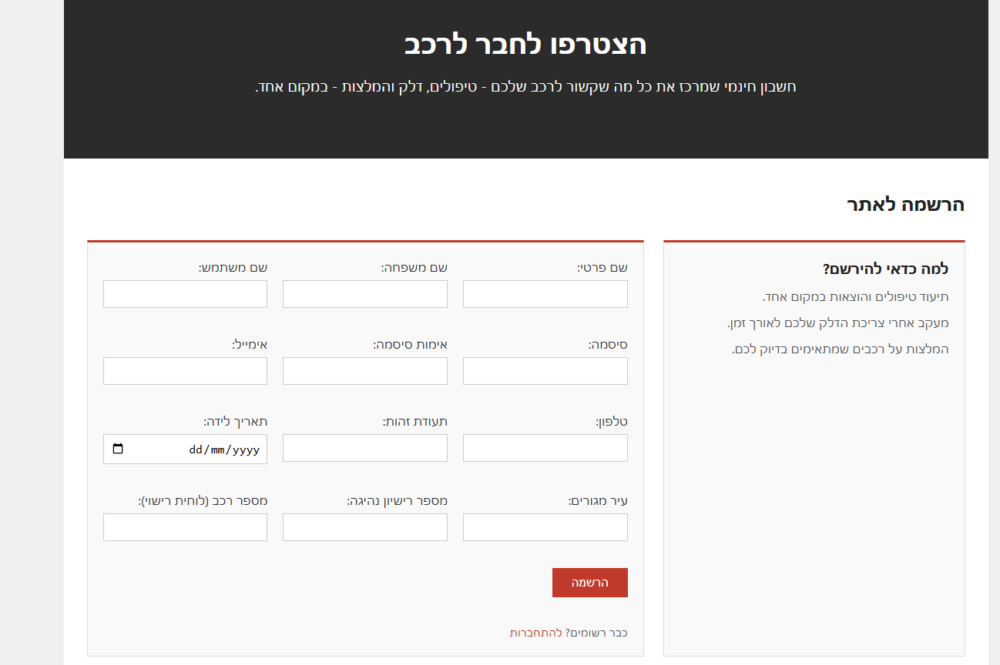 הצטרפו לחבר לרכב
חשבון חינמי שמרכז את כל מה שקשור לרכב שלכם - טיפולים, דלק והמלצות - במקום אחד.
הרשמה לאתר
למה כדאי להירשם?
תיעוד טיפולים והוצאות במקום אחד.
מעקב אחרי צריכת הדלק שלכם לאורך זמן.
המלצות על רכבים שמתאימים בדיוק לכם.
שם פרטי: שם משפחה: שם משתמש:
סיסמה: אימות סיסמה: אימייל:
טלפון: תעודת זהות: תאריך לידה:
dd/mm/yyyy
עיר מגורים: מספר רישיון נהיגה: מספר רכב (לוחית רישוי):
הרשמה
כבר רשומים? להתחברות